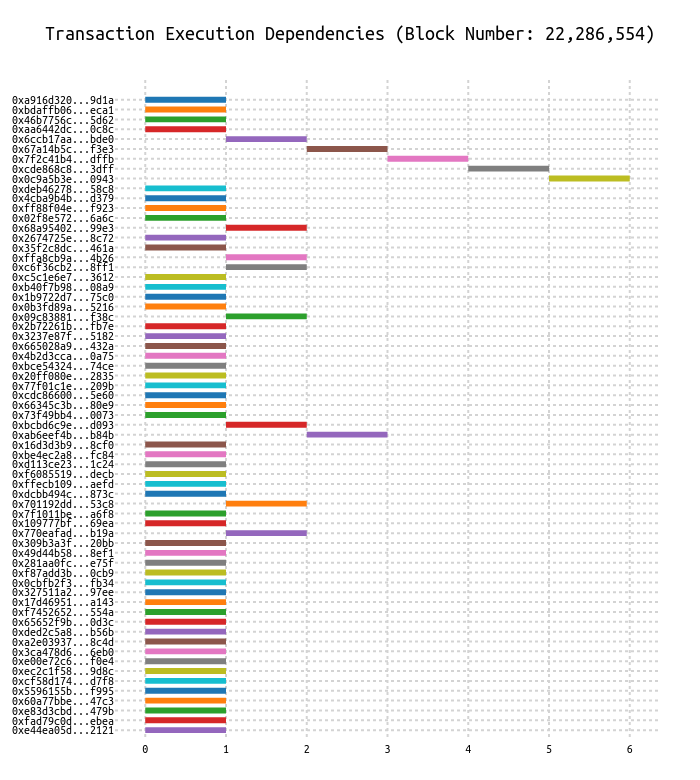 Transaction Execution Dependencies (Block Number: 22,286,554)
0xa916d320...9d1a
0xbdaffb06...eca1
0x46b7756c...5d62
0xaa6442dc...0c8c
0x6ccb17aa...bde0
0x67a14b5c...f3e3
0x7f2c41b4...dffb
0xcde868c8...3dff
0x0c9a5b3e...0943
0xdeb46278...58c8
0x4cba9b4b...d379
0xff88f04e...f923
0x02f8e572...6a6c
0x68a95402...99e3
0x2674725e...8c72
0x35f2c8dc...461a
0xffa8cb9a...4b26
0xc6f36cb2...8ff1
0xc5c1e6e7...3612
0xb40f7b98...08a9
0x1b9722d7...75c0
0x0b3fd89a...5216
0x09c83881...f38c
0x2b72261b...fb7e
0x3237e87f...5182
0x665028a9...432a
0x4b2d3cca...0a75
0xbce54324...74ce
0x20ff080e...2835
0x77f01c1e...209b
0xcdc86600...5e60
0x66345c3b...80e9
0x73f49bb4...0073
0xbcbd6c9e...d093
0xab6eef4b...b84b
0x16d3d3b9...8cf0
0xbe4ec2a8...fc84
0xd113ce23...1c24
0xf6085519...decb
0xffecb109...aefd
0xdcbb494c...873c
0x701192dd...53c8
0x7f1011be...a6f8
0x109777bf...69ea
0x770eafad...b19a
0x309b3a3f...20bb
0x49d44b58...8ef1
0x281aa0fc...e75f
0xf87add3b...0cb9
0x0cbfb2f3...fb34
0x327511a2...97ee
0x17d46951...a143
0xf7452652...554a
0x65652f9b...0d3c
0xded2c5a8...b56b
0xa2e03937...8c4d
0x3ca478d6...6eb0
0xe00e72c6...f0e4
0xec2c1f58...9d8c
0xcf58d174...d7f8
0x5596155b...f995
0x60a77bbe...47c3
0xe83d3cbd...479b
0xfad79c0d...ebea
0xe44ea05d...2121
0 1 2 3 4 5 6